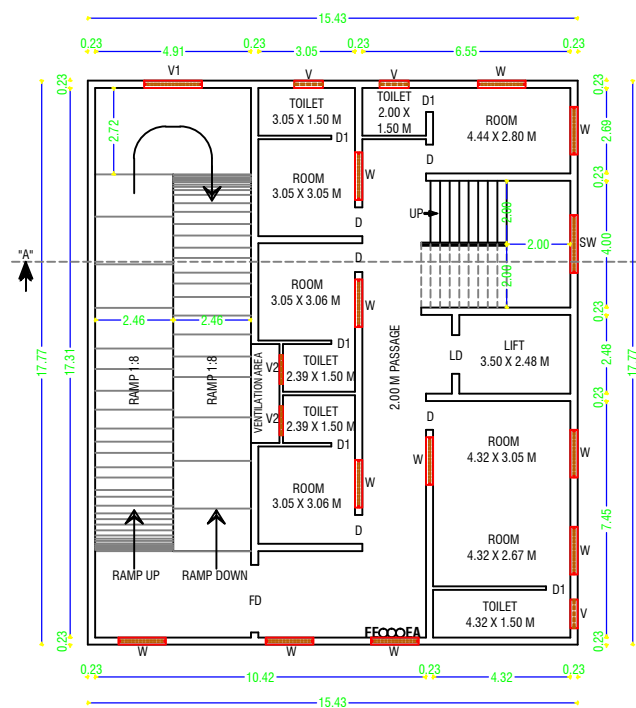 15.43
0.23
4.91
0.23
3.05
0.23
6.55
0.23
V1
V
V
W
0.23
0.23
2.72
TOILET
3.05 X 1.50 M
D1
TOILET
2.00 X
1.50 M
D1
ROOM
4.44 X 2.80 M
W
2.69
D
ROOM
3.05 X 3.05 M
W
0.23
UP
2.00
D
"A"
D
2.00
SW
4.00
ROOM
3.05 X 3.06 M
W
2.00
0.23
2.46
2.46
D1
17.77
17.31
RAMP 1:8
RAMP 1:8
VENTILATION AREA
V2
TOILET
2.39 X 1.50 M
2.00 M PASSAGE
LD
LIFT
3.50 X 2.48 M
2.48
17.77
V2
TOILET
2.39 X 1.50 M
D
0.23
D1
W
ROOM
4.32 X 3.05 M
W
ROOM
3.05 X 3.06 M
W
D
ROOM
4.32 X 2.67 M
W
7.45
RAMP UP
RAMP DOWN
FD
D1
TOILET
4.32 X 1.50 M
V
0.23
0.23
W
W
W
0.23
10.42
0.23
4.32
0.23
15.43